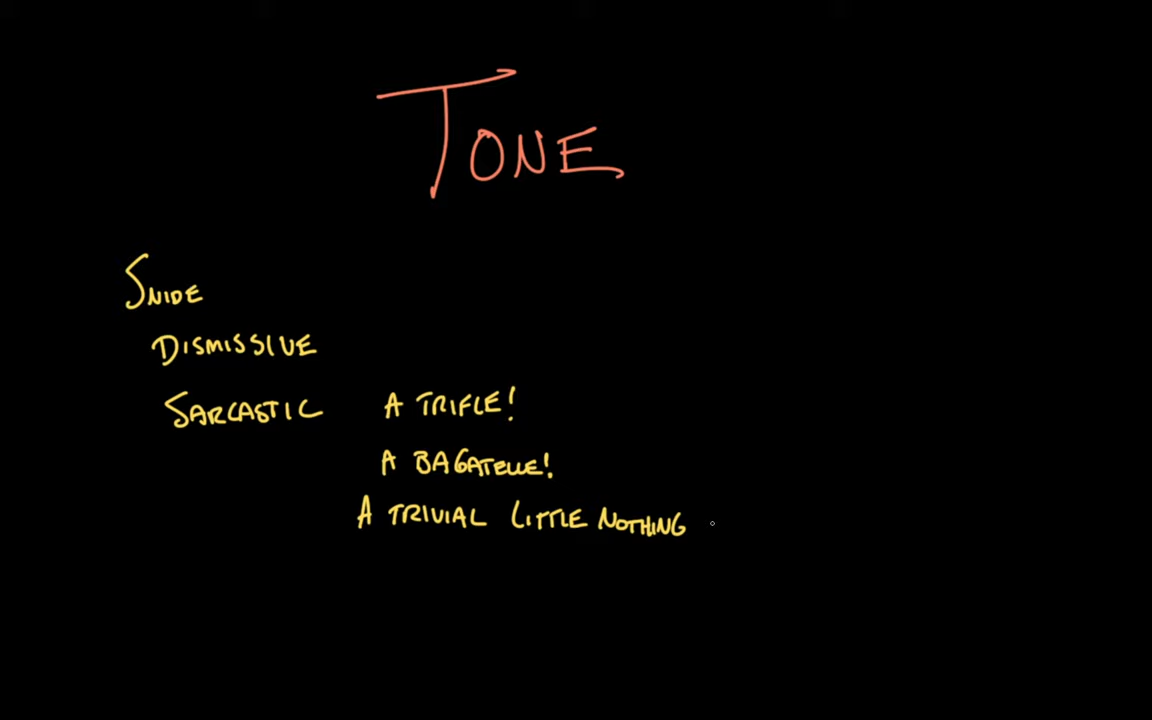 TONE
SNIDE
DISMISSIVE
SARCASTIC A TRIFLE!
A BAGATELLE!
A TRIVIAL LITTLE NOTHING